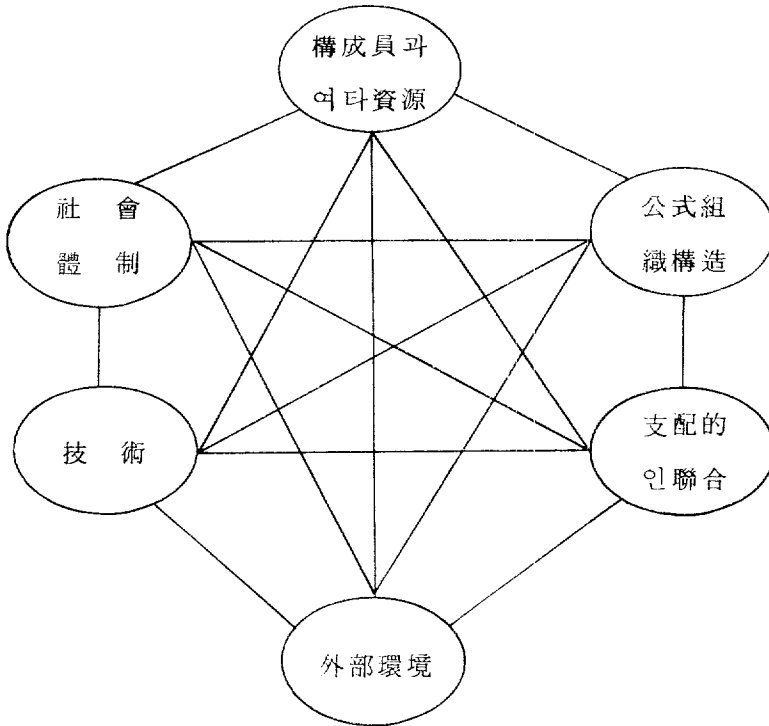 構成員과
여타資源
社會
體制
公式組
織構造
技術
支配的
인聯合
外部環境